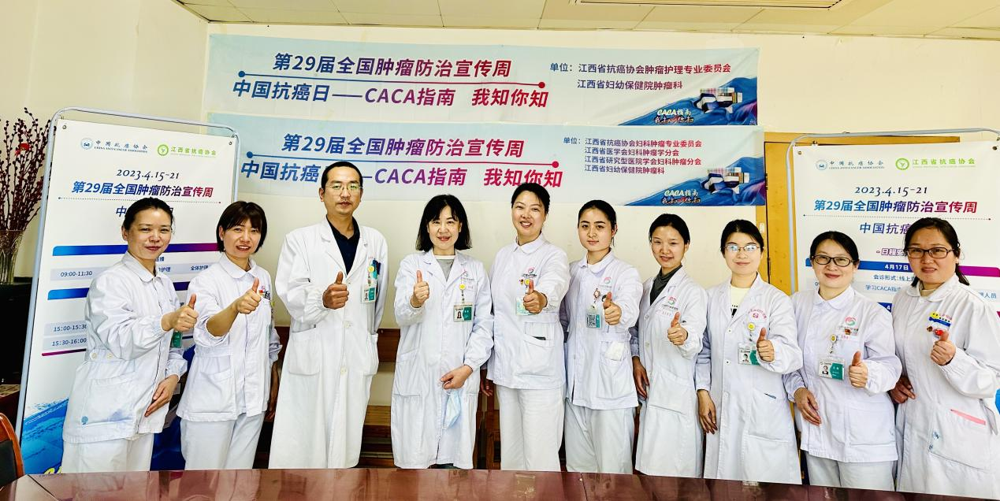 第29届全国肿瘤防治宣传周
中国抗癌日——CACA指南 我知你知
单位：江西省抗癌协会肿瘤护理专业委员会
江西省妇幼保健院肿瘤科
CACA指南
我知你知
第29届全国肿瘤防治宣传周
中国抗癌日——CACA指南 我知你知
单位：江西省抗癌协会妇科肿瘤专业委员会
江西省医学会妇科肿瘤学分会
江西省研究型医院学会妇科肿瘤分会
江西省妇幼保健院肿瘤科
CACA指南
我知你知
中国抗癌协会
CHINA ANTI-CANCER ASSOCIATION
江西省抗癌协会
2023.4.15-21
第29届全国肿瘤防治宣传周
中
09:00-11:30
护理
全体护理
15:00-15:30
15:30-16:00
中国抗癌协会
CHINA ANTI-CANCER ASSOCIATION
江西省抗癌协会
2023.4.15-21
第29届全国肿瘤防治宣传周
中国抗癌
-日程安
4月17日
会诊形式：线上
学习CACA指
人员